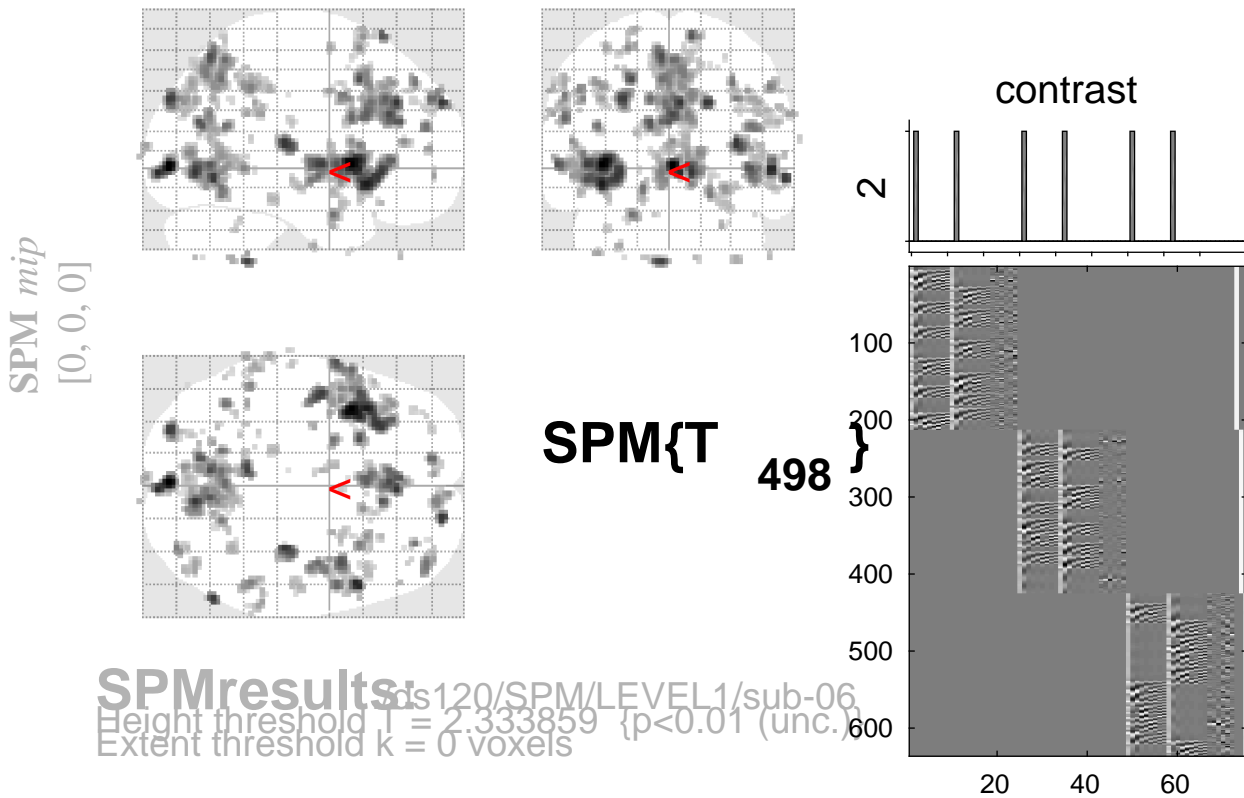 SPM mip
[0, 0, 0]
<
<
<
SPM{T 498 }
contrast
2
100
200
300
400
500
600
20 40 60
SPMresults: /ds120/SPM/LEVEL1/sub-06
Height threshold T = 2.333859 {p<0.01 (unc.)}
Extent threshold k = 0 voxels